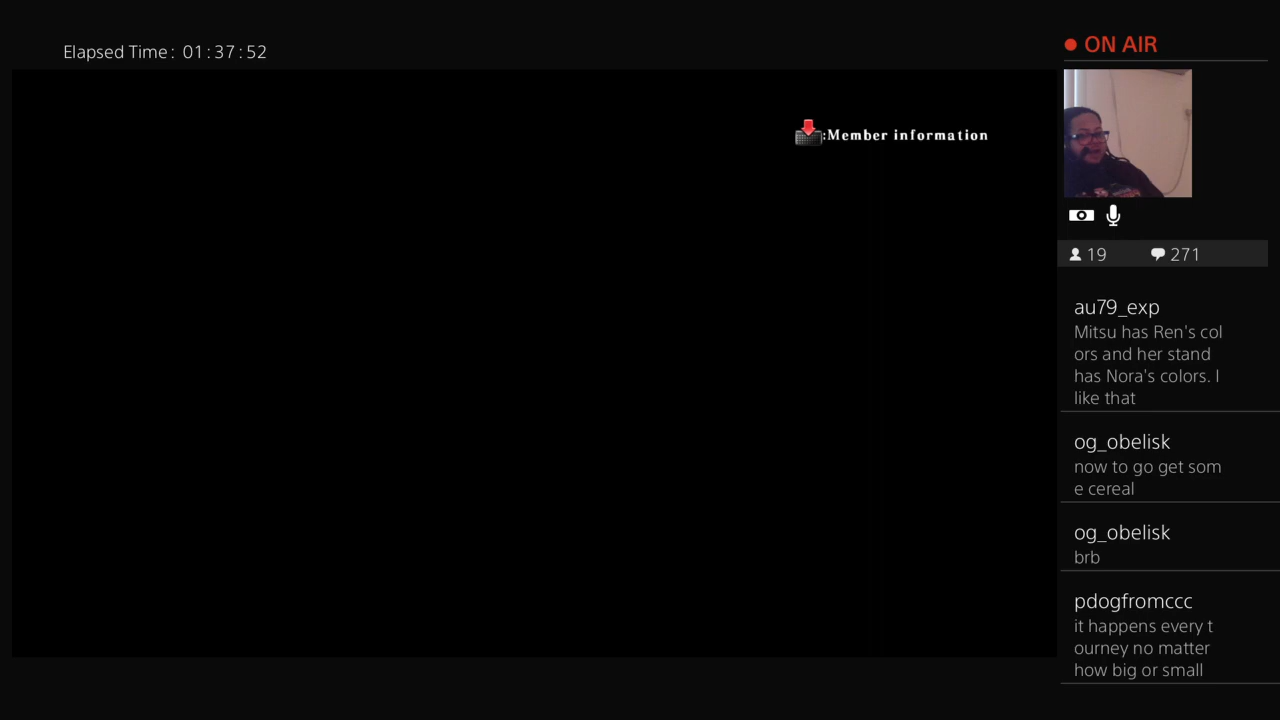 Elapsed Time: 01:37:52
ON AIR
:Member information
19 271
au79_exp
Mitsu has Ren's col
ors and her stand
has Nora's colors. I
like that
og_obelisk
now to go get som
e cereal
og_obelisk
brb
pdogfromccc
it happens every t
ourney no matter
how big or small